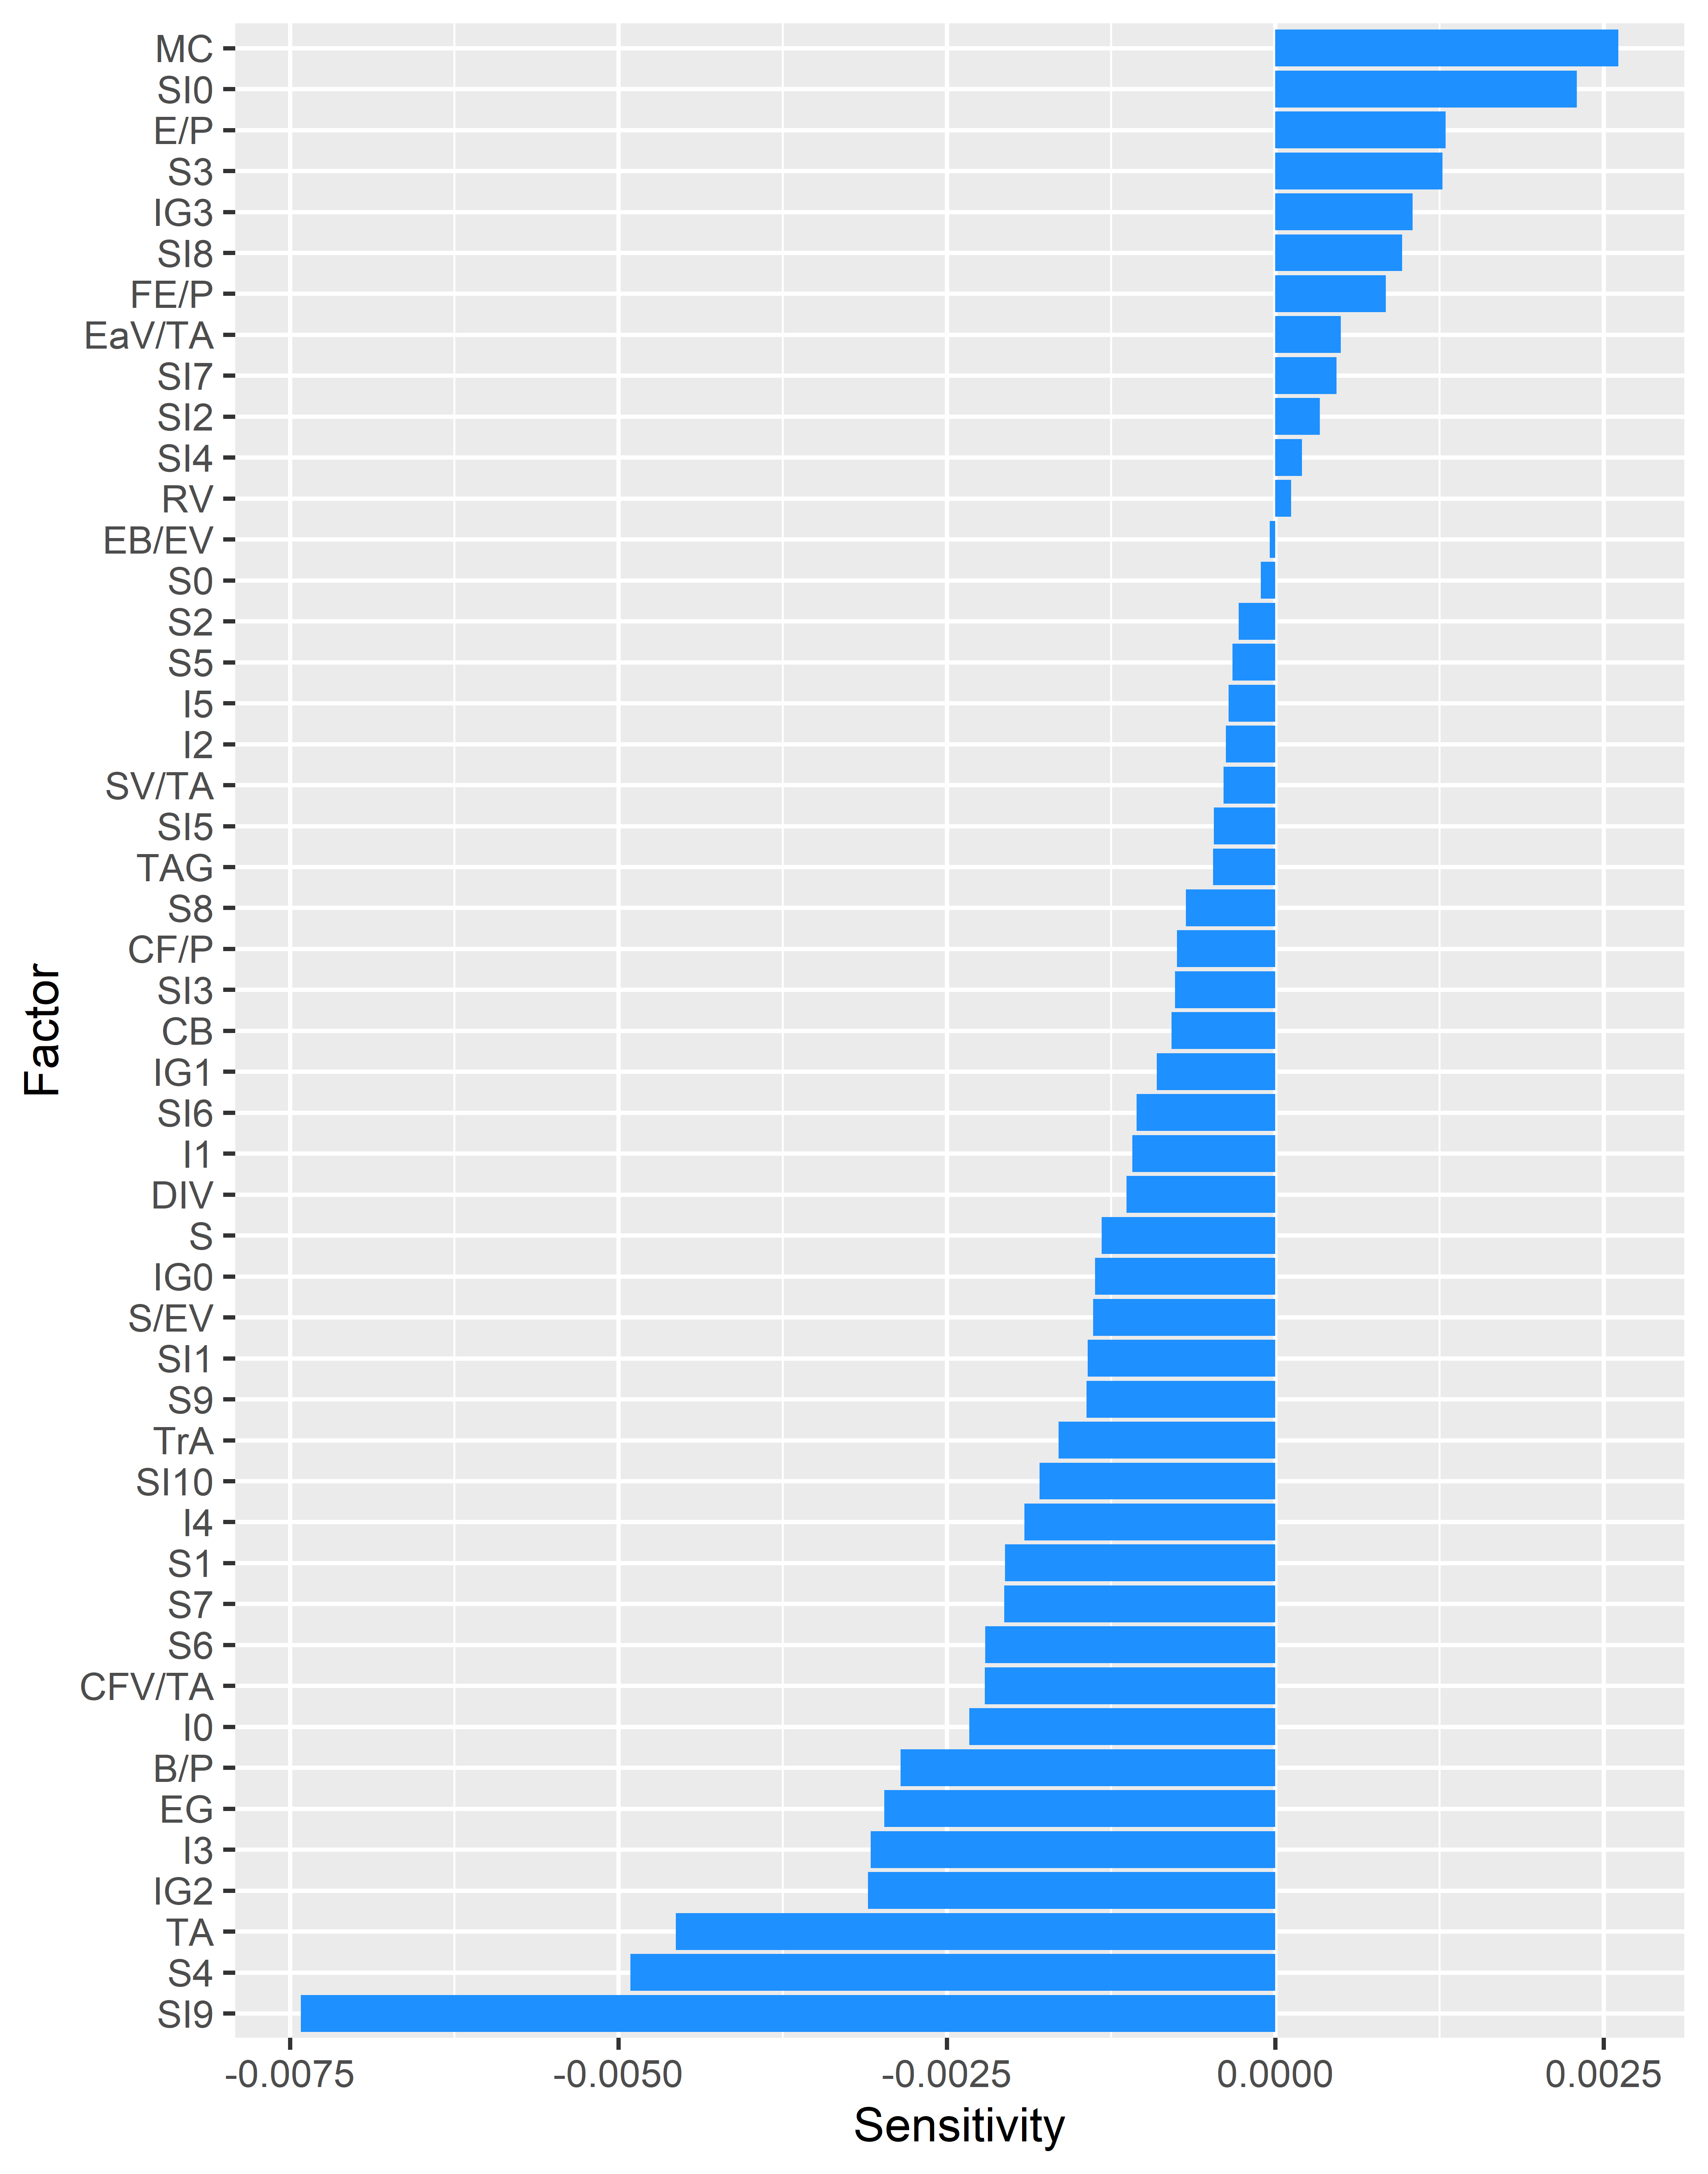 MC
SI0
E/P
S3
IG3
SI8
FE/P
EaV/TA
SI7
SI2
SI4
RV
EB/EV
S0
S2
S5
I5
I2
SV/TA
SI5
TAG
S8
CF/P
SI3
CB
IG1
SI6
I1
DIV
S
IG0
S/EV
SI1
S9
TrA
SI10
I4
S1
S7
S6
CFV/TA
I0
B/P
EG
I3
IG2
TA
S4
SI9
Factor
-0.0075 -0.0050 -0.0025 0.0000 0.0025
Sensitivity